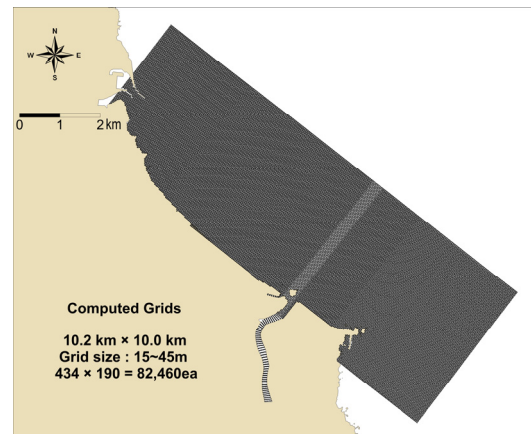 N
W E
S
0 1 2 km
Computed Grids
10.2 km × 10.0 km
Grid size : 15~45m
434 × 190 = 82,460ea